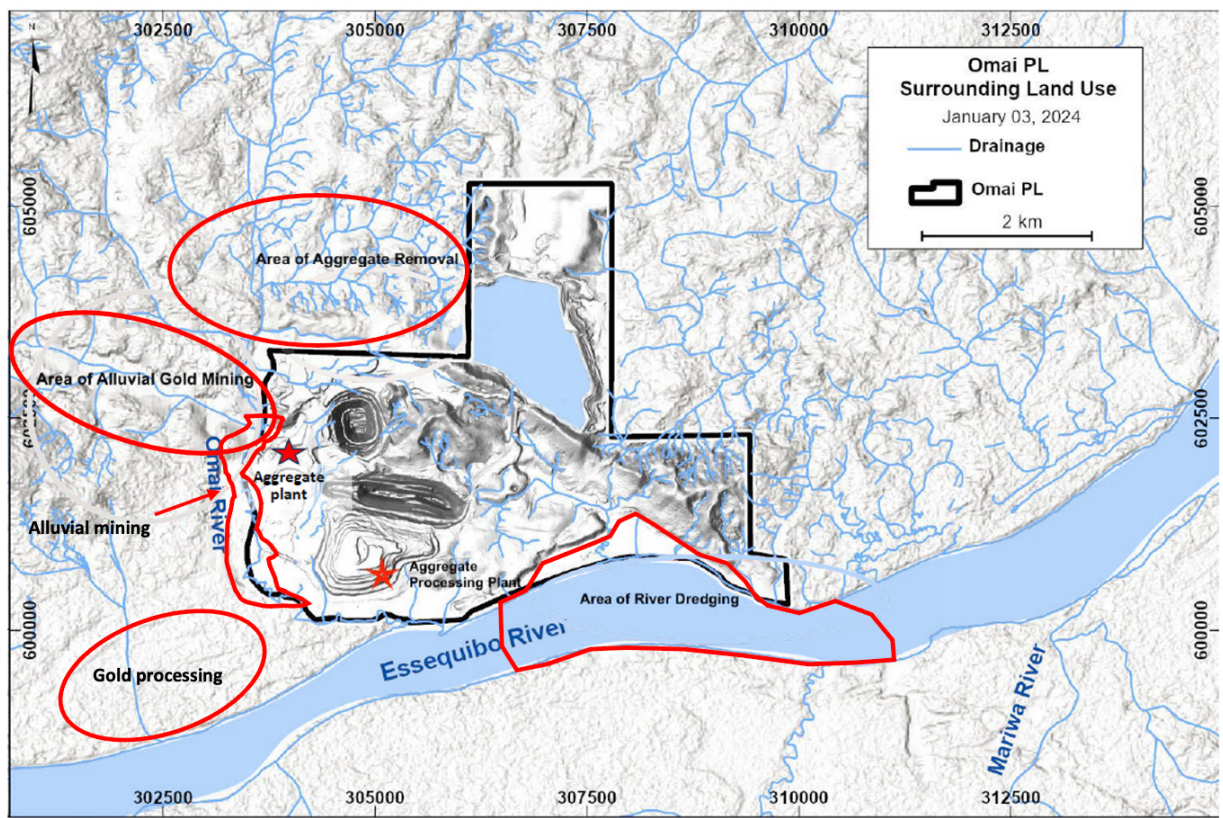 302500 305000 307500 310000 312500
N
Omai PL
Surrounding Land Use
January 03, 2024
Drainage
Omai PL
2 km
605000
605000
Area of Aggregate Removal
Area of Alluvial Gold Mining
602500
Omai River
Aggregate
plant
Alluvial mining
Aggregate
Processing Plant
Area of River Dredging
600000
600000
Essequibo River
Gold processing
Mariwa River
302500 305000 307500 310000 312500